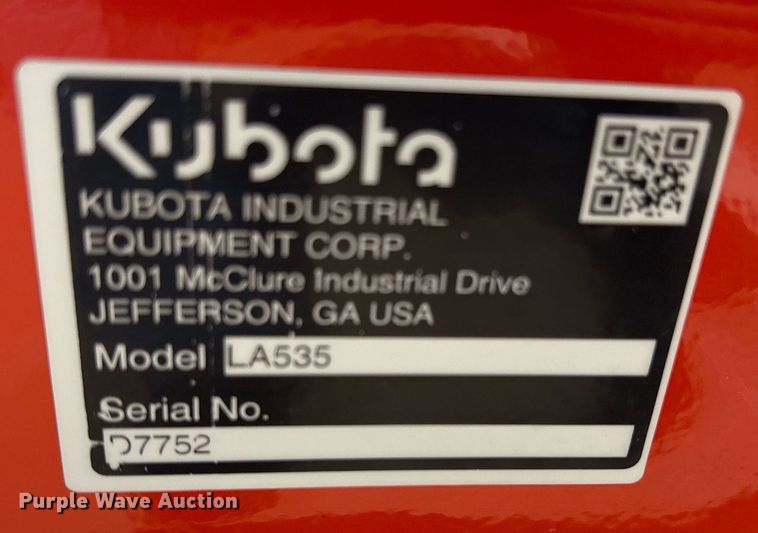 Kubota
KUBOTA INDUSTRIAL
EQUIPMENT CORP.
1001 McClure Industrial Drive
JEFFERSON, GA USA
Model LA535
Serial No.
D7752
Purple Wave Auction